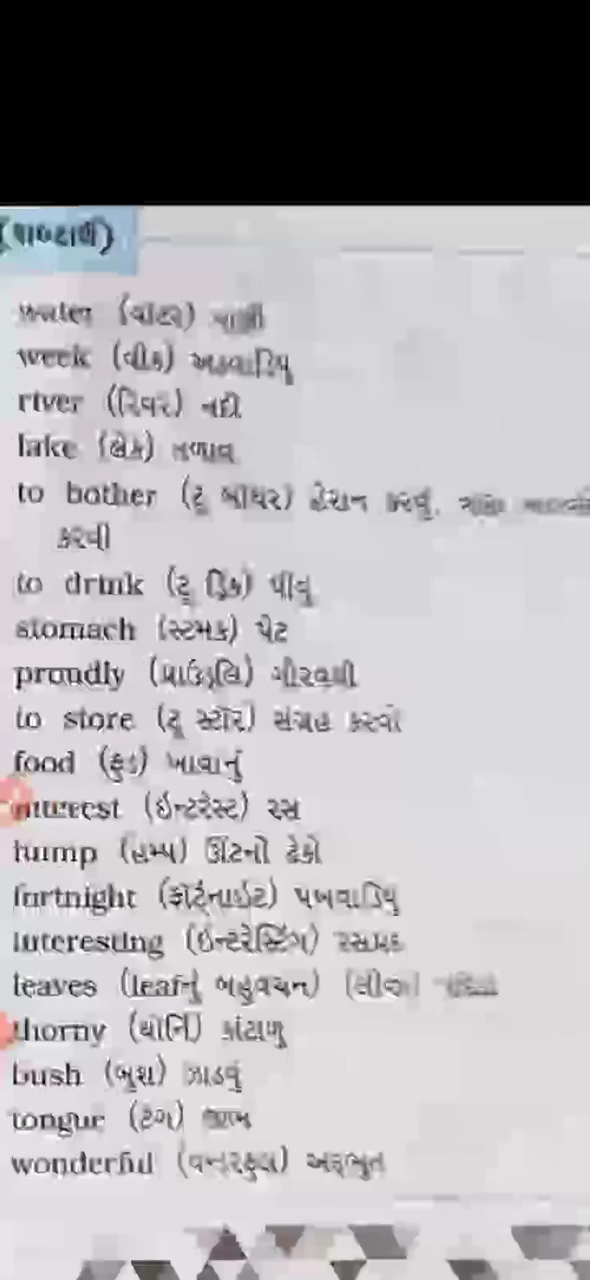 (શબ્દાર્થ)
water (વૉટર) પાણી
week (વીક) અઠવાડિયું
river (રિવર) નદી
lake (લેક) તળાવ
to bother (ટૂ બૉધર) હેરાન કરવું,
કરવી
to drink (ટૂ ડ્રિંક) પીવું
stomach (સ્ટમક) પેટ
proudly (પ્રાઉડ્લિ) ગૌરવથી
to store (ટૂ સ્ટૉર) સંગ્રહ કરવો
food (ફૂડ) ખાવાનું
interest (ઇન્ટરેસ્ટ) રસ
hump (હમ્પ) ઊંટનો ઢેકો
fortnight (ફૉર્ટ્નાઇટ) પખવાડિયું
interesting (ઇન્ટરેસ્ટિંગ) રસપ્રદ
leaves (leafનું બહુવચન) (લીવ્ઝ)
thorny (થૉર્નિ) કાંટાળું
bush (બુશ) ઝાડવું
tongue (ટંગ) જીભ
wonderful (વન્ડરફુલ) અદ્ભુત